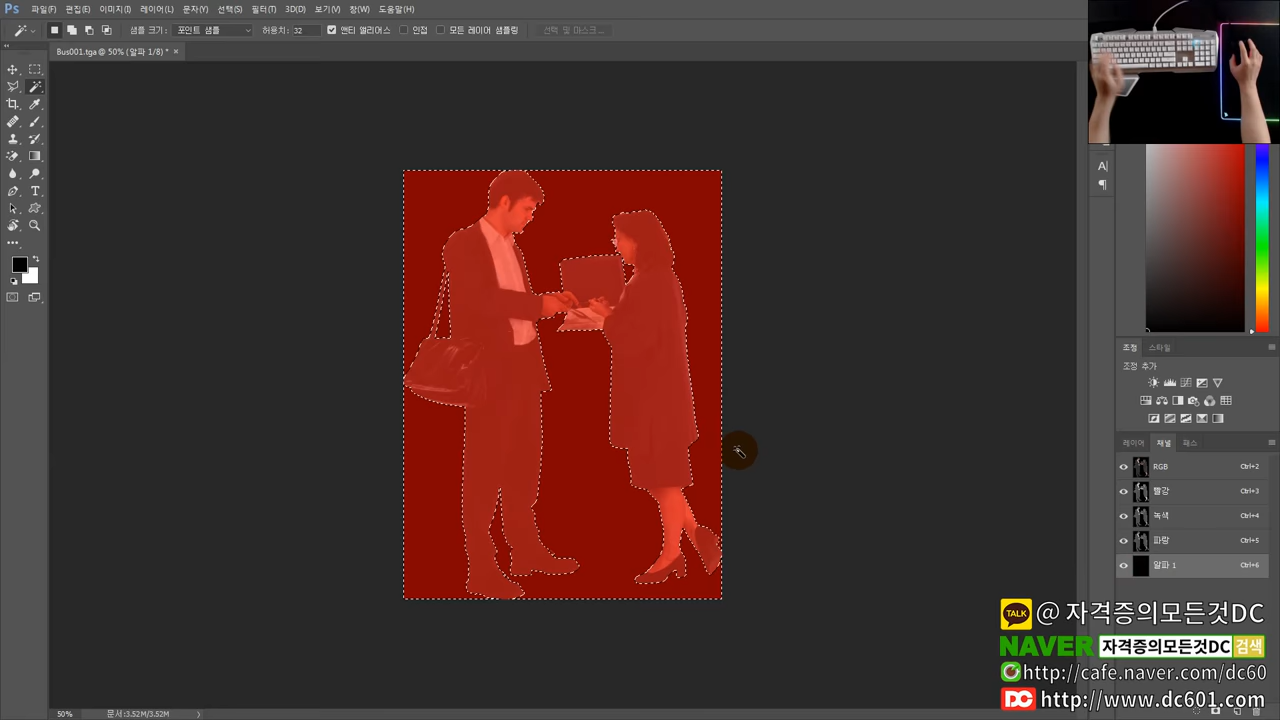 Ps 파일(F) 편집(E) 이미지(I) 레이어(L) 문자(Y) 선택(S) 필터(T) 3D(D) 보기(V) 창(W) 도움말(H)
샘플 크기: 포인트 샘플 허용치: 32 앤티 앨리어스 인접 모든 레이어 샘플링 선택 및 마스크...
Bus001.tga @ 50% (알파 1/8) * ×
조정 스타일
조정 추가
레이어 채널 패스
RGB Ctrl+2
빨강 Ctrl+3
녹색 Ctrl+4
파랑 Ctrl+5
알파 1 Ctrl+6
TALK @ 자격증의모든것DC
NAVER 자격증의모든것DC 검색
http://cafe.naver.com/dc60
DC http://www.dc601.com
50% 문서:3.52M/3.52M